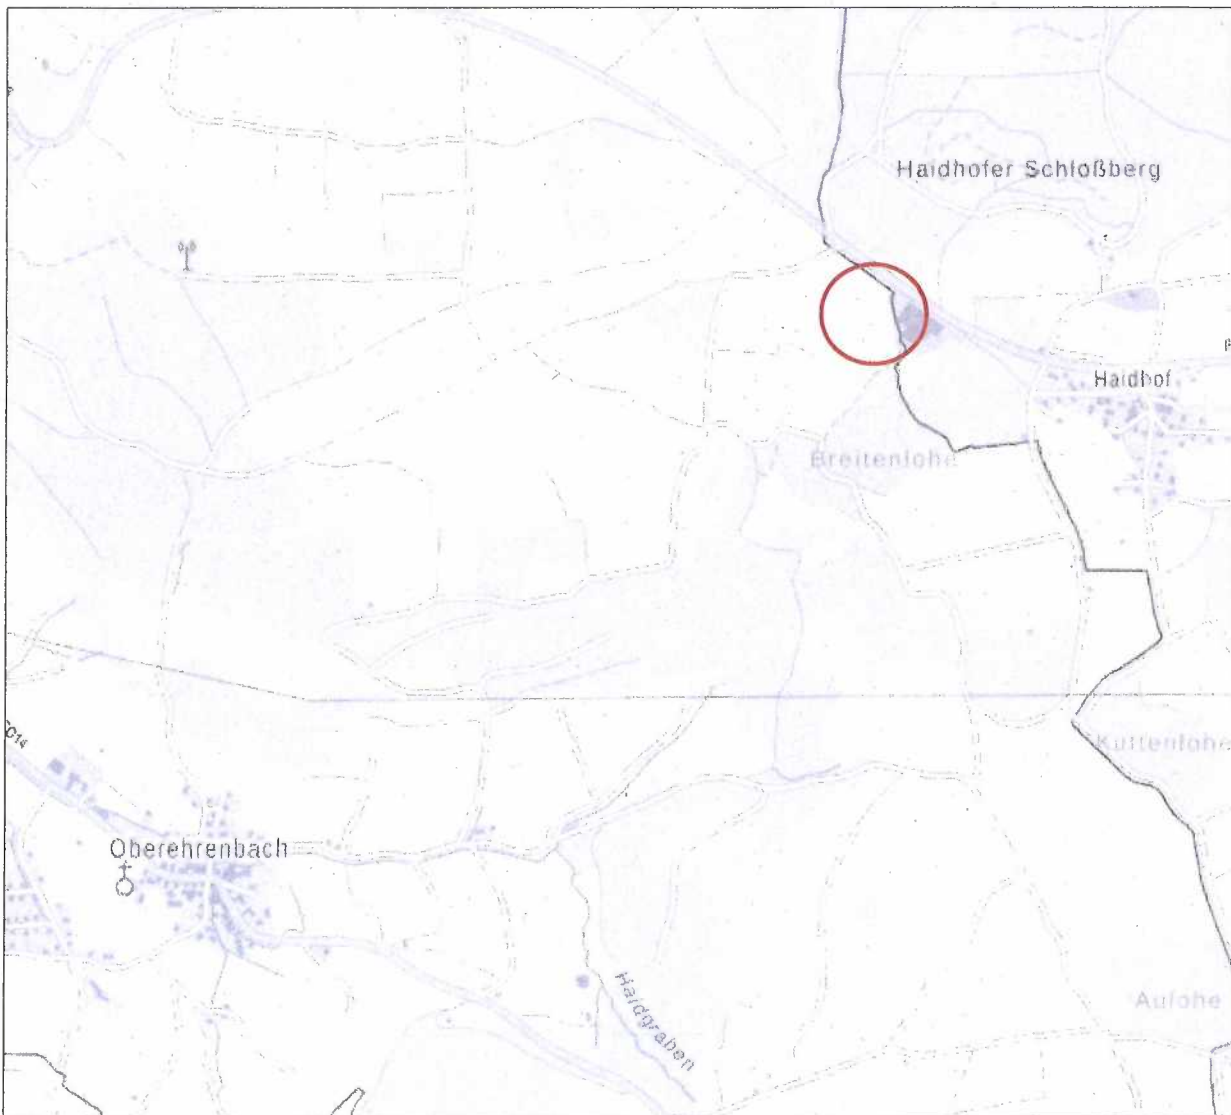 Haidhofer Schloßberg
Haidhof
Breitenlohe
Kuttenlohe
Oberehrenbach
Haidgraben
Aulohe